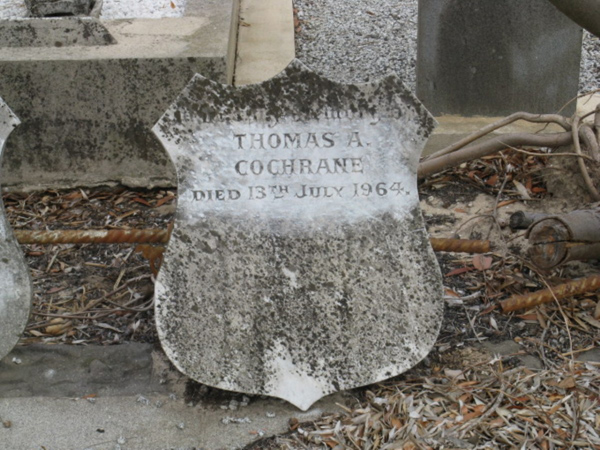 THOMAS A.
COCHRANE
DIED 13TH JULY 1964.